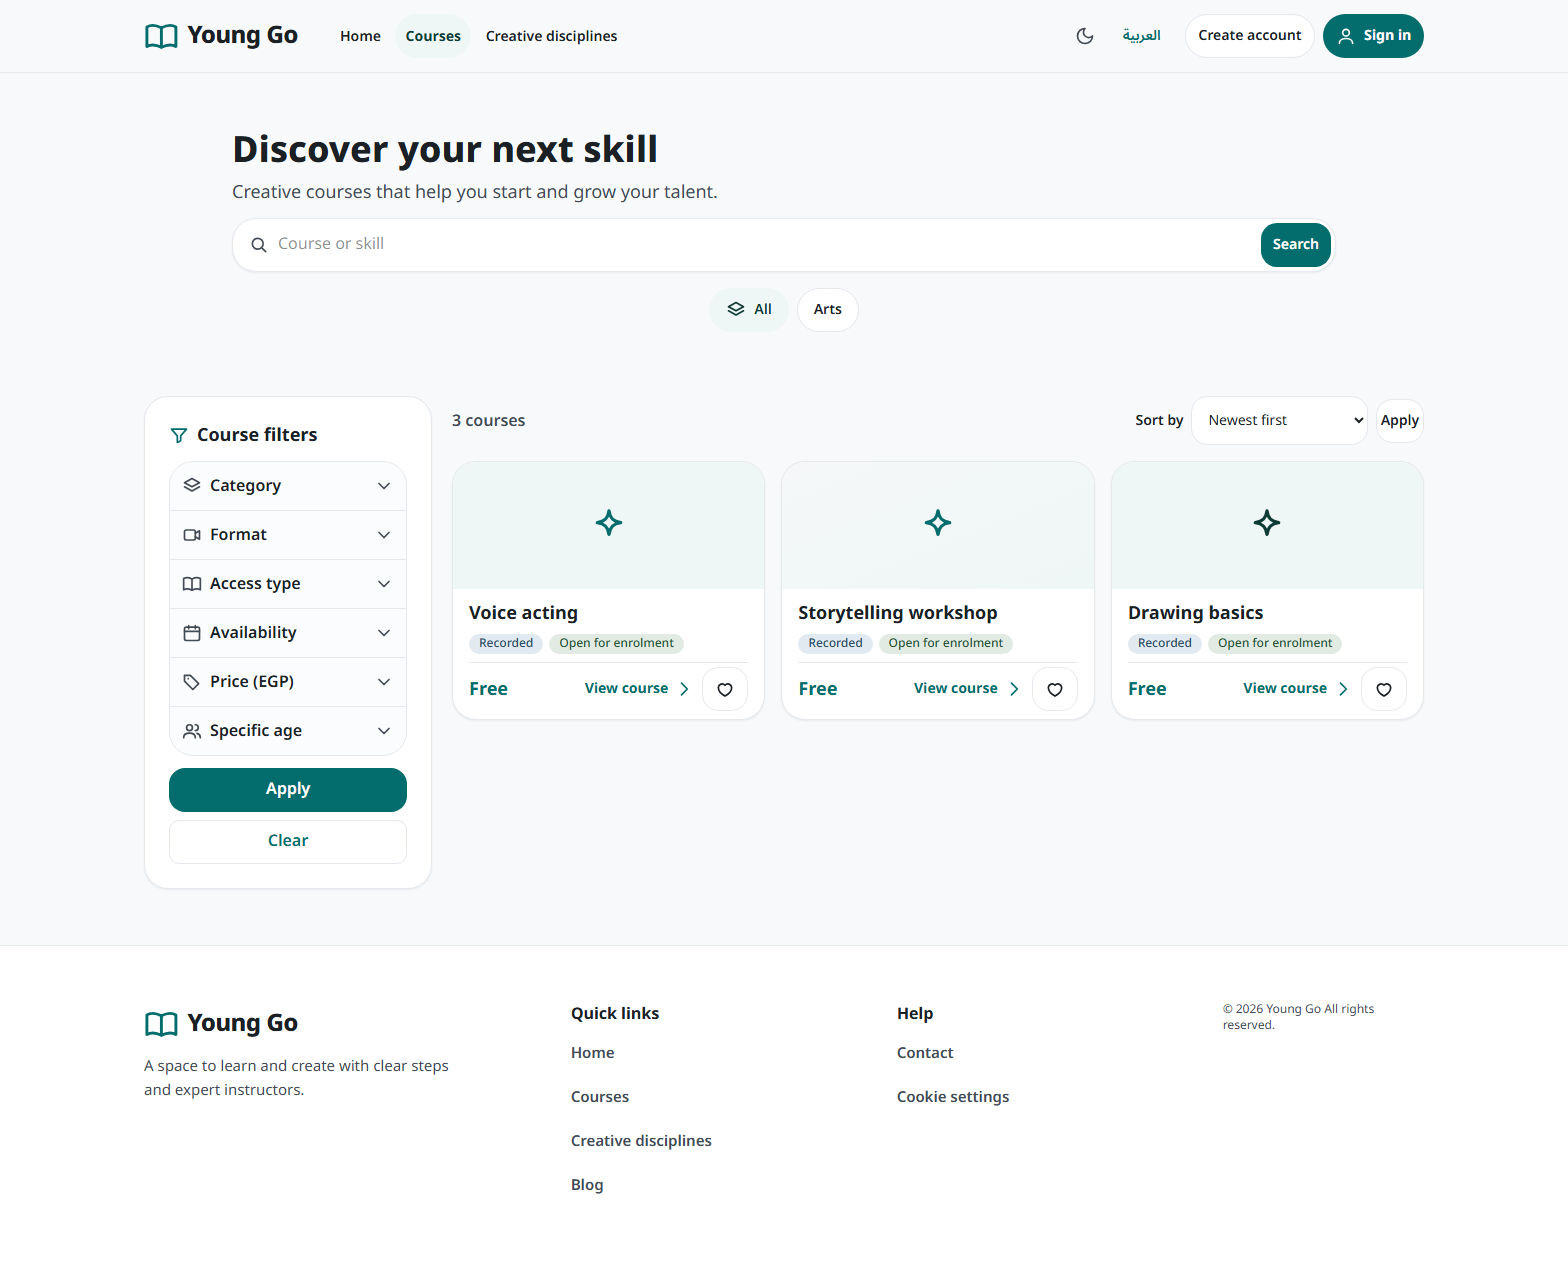 Young Go
Home
Courses
Creative disciplines
العربية
Create account
Sign in
Discover your next skill
Creative courses that help you start and grow your talent.
Course or skill
Search
All
Arts
Course filters
Category
Format
Access type
Availability
Price (EGP)
Specific age
Apply
Clear
3 courses
Sort by
Newest first
Apply
Voice acting
Recorded
Open for enrolment
Free
View course
Storytelling workshop
Recorded
Open for enrolment
Free
View course
Drawing basics
Recorded
Open for enrolment
Free
View course
Young Go
A space to learn and create with clear steps
and expert instructors.
Quick links
Home
Courses
Creative disciplines
Blog
Help
Contact
Cookie settings
© 2026 Young Go All rights
reserved.